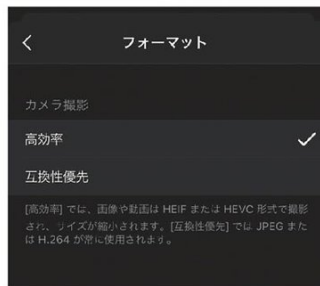 フォーマット
カメラ撮影
高効率
互換性優先
[高効率] では、画像や動画は HEIF または HEVC 形式で撮影
され、サイズが縮小されます。[互換性優先] では JPEG また
は H.264 が常に使用されます。